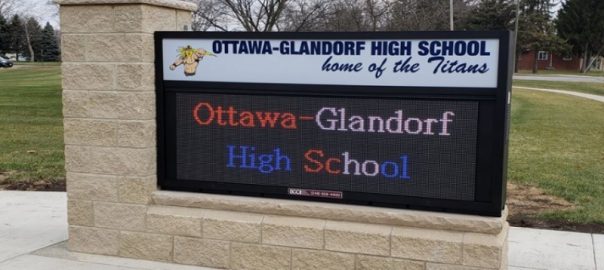 OTTAWA-GLANDORF HIGH SCHOOL
home of the Titans
Ottawa-Glandorf
High School